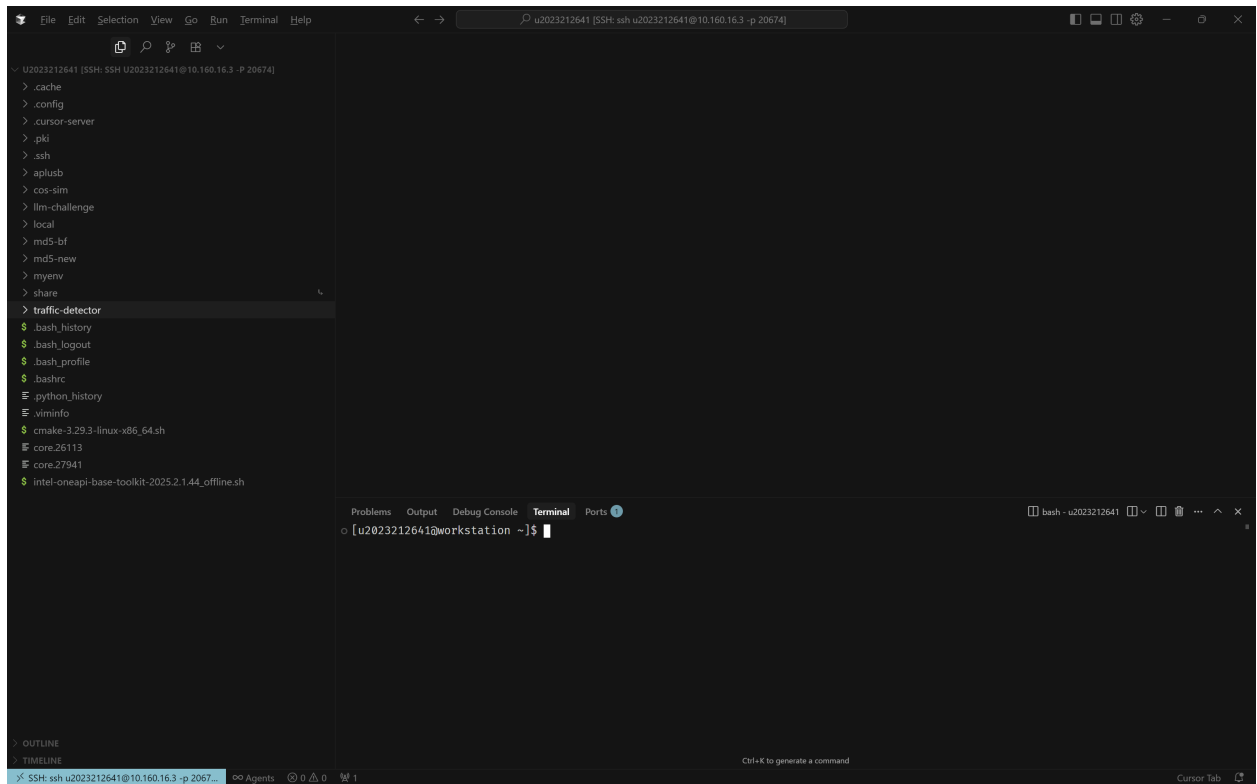 File Edit Selection View Go Run Terminal Help
u2023212641 [SSH: ssh u2023212641@10.160.16.3 -p 20674]
U2023212641 [SSH: SSH U2023212641@10.160.16.3 -P 20674]
.cache
.config
.cursor-server
.pki
.ssh
aplusb
cos-sim
llm-challenge
local
md5-bf
md5-new
myenv
share
traffic-detector
$ .bash_history
$ .bash_logout
$ .bash_profile
$ .bashrc
.python_history
.viminfo
$ cmake-3.29.3-linux-x86_64.sh
core.26113
core.27941
$ intel-oneapi-base-toolkit-2025.2.1.44_offline.sh
Problems Output Debug Console Terminal Ports 1
bash - u2023212641
[u2023212641@workstation ~]$
OUTLINE
TIMELINE
Ctrl+K to generate a command
SSH: ssh u2023212641@10.160.16.3 -p 2067... Agents 0 0 1 Cursor Tab